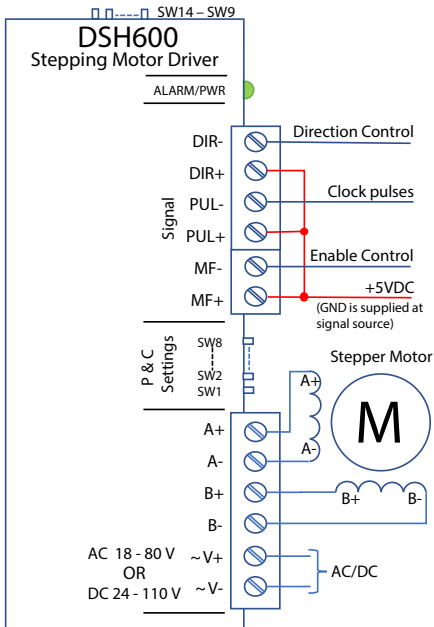 SW14 – SW9
DSH600
Stepping Motor Driver
ALARM/PWR
Signal
DIR-
Direction Control
DIR+
PUL-
Clock pulses
PUL+
MF-
Enable Control
MF+
+5VDC
(GND is supplied at
signal source)
P & C
Settings
SW8
SW2
SW1
Stepper Motor
A+
A-
M
A+
A-
B+
B-
B+
B-
AC 18 - 80 V
OR
DC 24 - 110 V
~V+
~V-
AC/DC